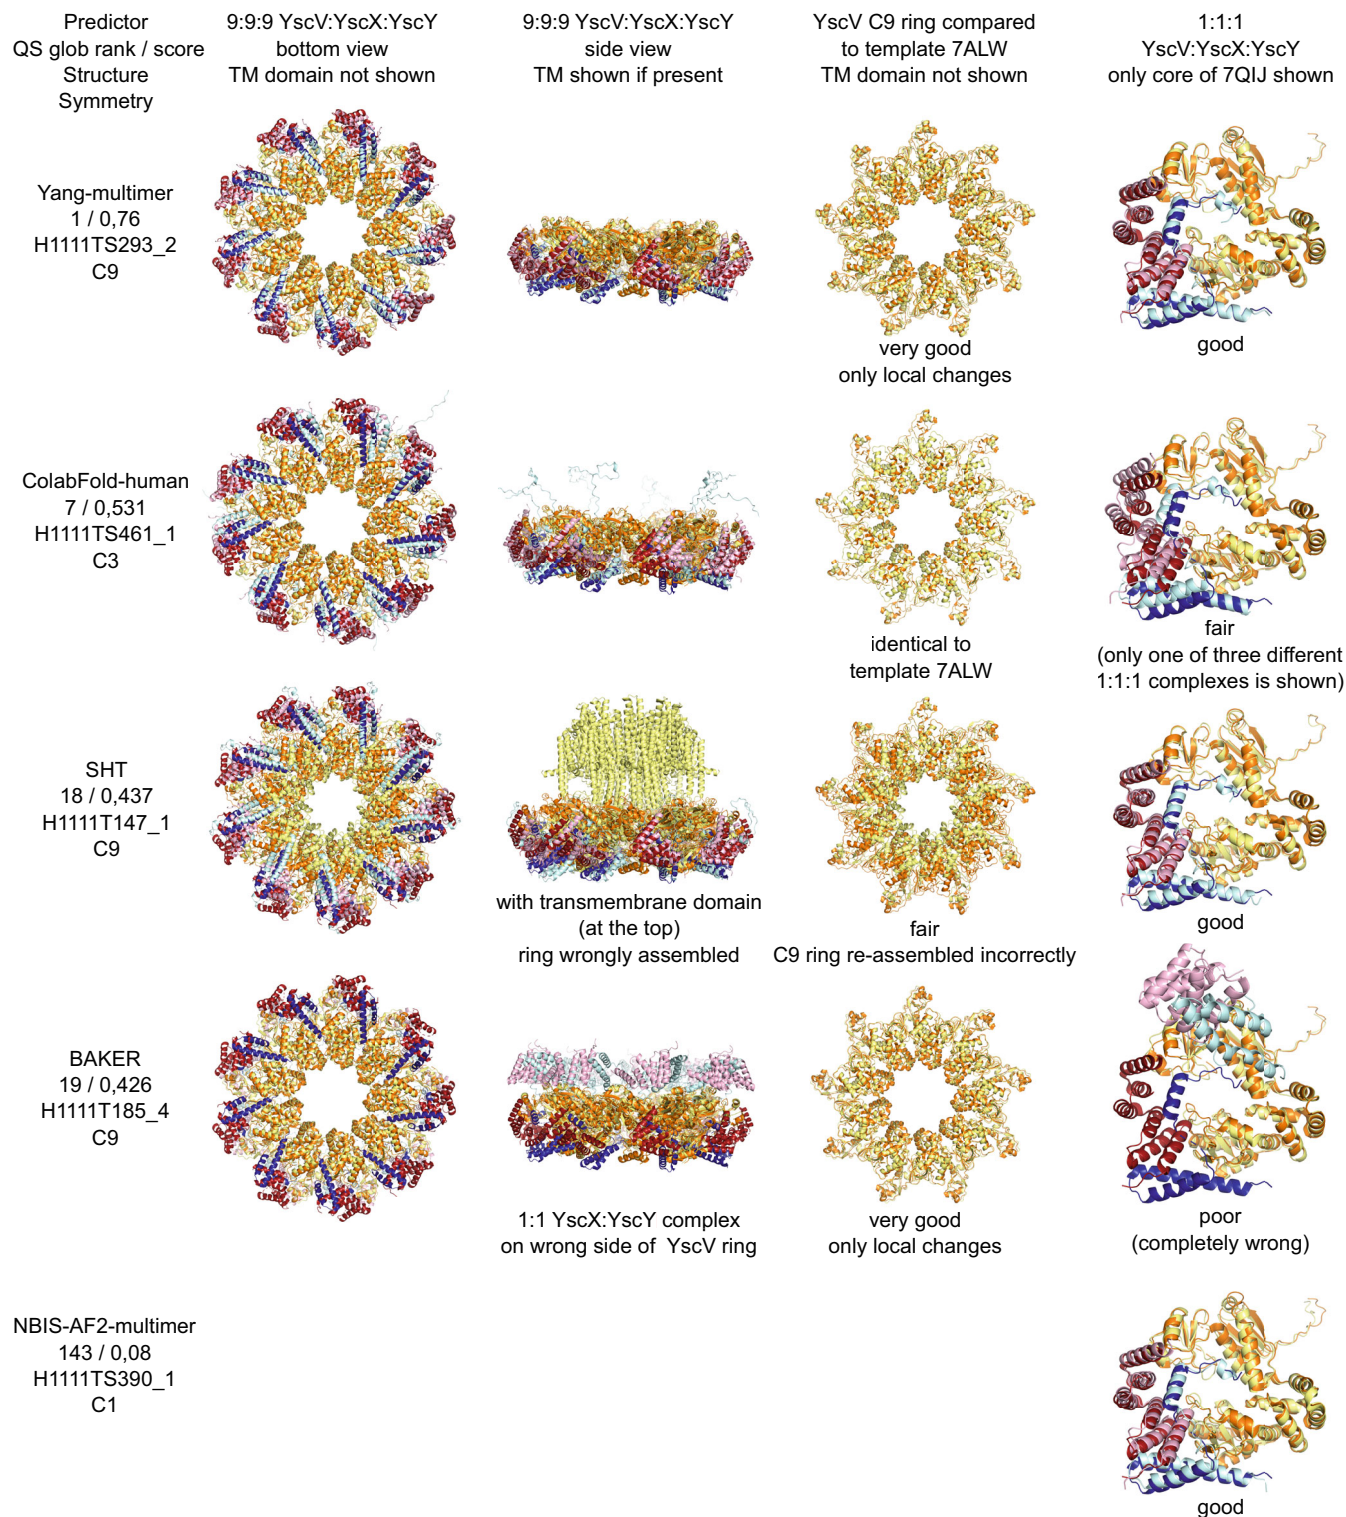 Predictor
QS glob rank / score
Structure
Symmetry
9:9:9 YscV:YscX:YscY
bottom view
TM domain not shown
9:9:9 YscV:YscX:YscY
side view
TM shown if present
YscV C9 ring compared
to template 7ALW
TM domain not shown
1:1:1
YscV:YscX:YscY
only core of 7QIJ shown
Yang-multimer
1 / 0,76
H1111TS293_2
C9
very good
only local changes
good
ColabFold-human
7 / 0,531
H1111TS461_1
C3
identical to
template 7ALW
fair
(only one of three different
1:1:1 complexes is shown)
SHT
18 / 0,437
H1111T147_1
C9
with transmembrane domain
(at the top)
ring wrongly assembled
fair
C9 ring re-assembled incorrectly
good
BAKER
19 / 0,426
H1111T185_4
C9
1:1 YscX:YscY complex
on wrong side of YscV ring
very good
only local changes
poor
(completely wrong)
NBIS-AF2-multimer
143 / 0,08
H1111TS390_1
C1
good